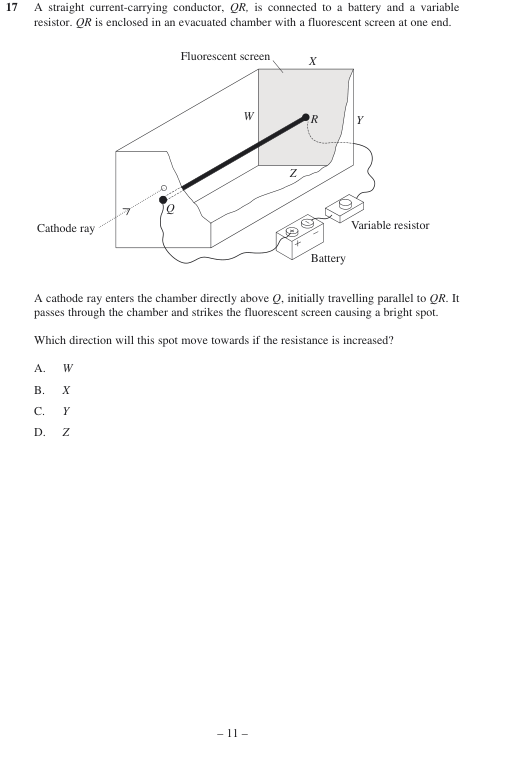 17 A straight current-carrying conductor, QR, is connected to a battery and a variable
resistor. QR is enclosed in an evacuated chamber with a fluorescent screen at one end.
Fluorescent screen
X
W
R
Y
Z
Q
Cathode ray
Variable resistor
+
–
Battery
A cathode ray enters the chamber directly above Q, initially travelling parallel to QR. It
passes through the chamber and strikes the fluorescent screen causing a bright spot.
Which direction will this spot move towards if the resistance is increased?
A. W
B. X
C. Y
D. Z
– 11 –